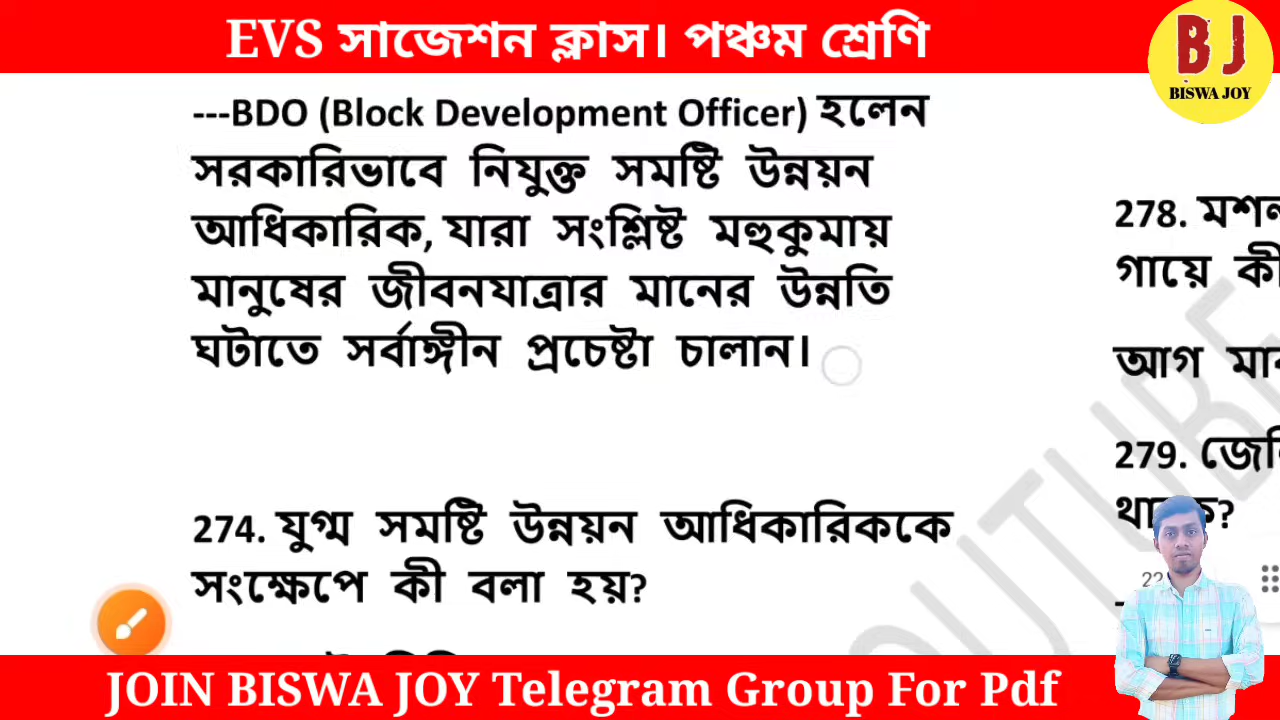 EVS সাজেশন ক্লাস। পঞ্চম শ্রেণি
BJ
BISWA JOY
---BDO (Block Development Officer) হলেন
সরকারিভাবে নিযুক্ত সমষ্টি উন্নয়ন
আধিকারিক, যারা সংশ্লিষ্ট মহুকুমায়
মানুষের জীবনযাত্রার মানের উন্নতি
ঘটাতে সর্বাঙ্গীন প্রচেষ্টা চালান।
274. যুগ্ম সমষ্টি উন্নয়ন আধিকারিককে
সংক্ষেপে কী বলা হয়?
278.
গায়ে কী
আগ
279.
22
JOIN BISWA JOY Telegram Group For Pdf